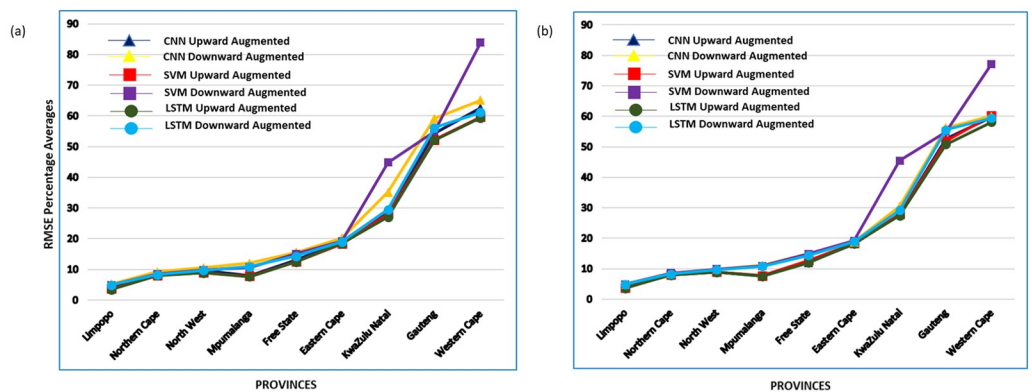 (a)
RMSE Percentage Averages
90
80
70
60
50
40
30
20
10
0
CNN Upward Augmented
CNN Downward Augmented
SVM Upward Augmented
SVM Downward Augmented
LSTM Upward Augmented
LSTM Downward Augmented
Limpopo
Northern Cape
North West
Mpumalanga
Free State
Eastern Cape
KwaZulu Natal
Gauteng
Western Cape
PROVINCES
(b)
90
80
70
60
50
40
30
20
10
0
CNN Upward Augmented
CNN Downward Augmented
SVM Upward Augmented
SVM Downward Augmented
LSTM Upward Augmented
LSTM Downward Augmented
Limpopo
Northern Cape
North West
Mpumalanga
Free State
Eastern Cape
KwaZulu Natal
Gauteng
Western Cape
PROVINCES